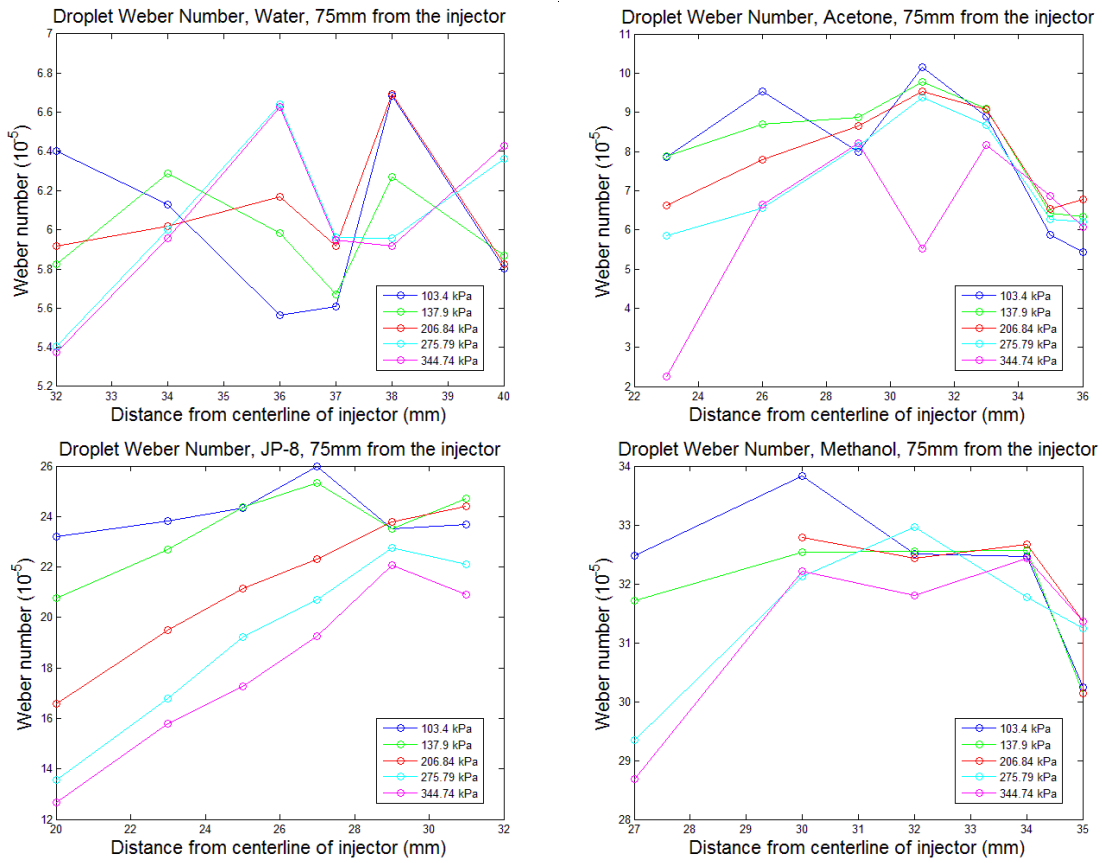 Droplet Weber Number, Water, 75mm from the injector
7
6.8
6.6
6.4
6.2
6
5.8
5.6
5.4
5.2
Weber number (10-5)
32 33 34 35 36 37 38 39 40
Distance from centerline of injector (mm)
103.4 kPa
137.9 kPa
206.84 kPa
275.79 kPa
344.74 kPa
Droplet Weber Number, Acetone, 75mm from the injector
11
10
9
8
7
6
5
4
3
2
Weber number (10-5)
22 24 26 28 30 32 34 36
Distance from centerline of injector (mm)
103.4 kPa
137.9 kPa
206.84 kPa
275.79 kPa
344.74 kPa
Droplet Weber Number, JP-8, 75mm from the injector
26
24
22
20
18
16
14
12
Weber number (10-5)
20 22 24 26 28 30 32
Distance from centerline of injector (mm)
103.4 kPa
137.9 kPa
206.84 kPa
275.79 kPa
344.74 kPa
Droplet Weber Number, Methanol, 75mm from the injector
34
33
32
31
30
29
28
Weber number (10-5)
27 28 29 30 31 32 33 34 35
Distance from centerline of injector (mm)
103.4 kPa
137.9 kPa
206.84 kPa
275.79 kPa
344.74 kPa